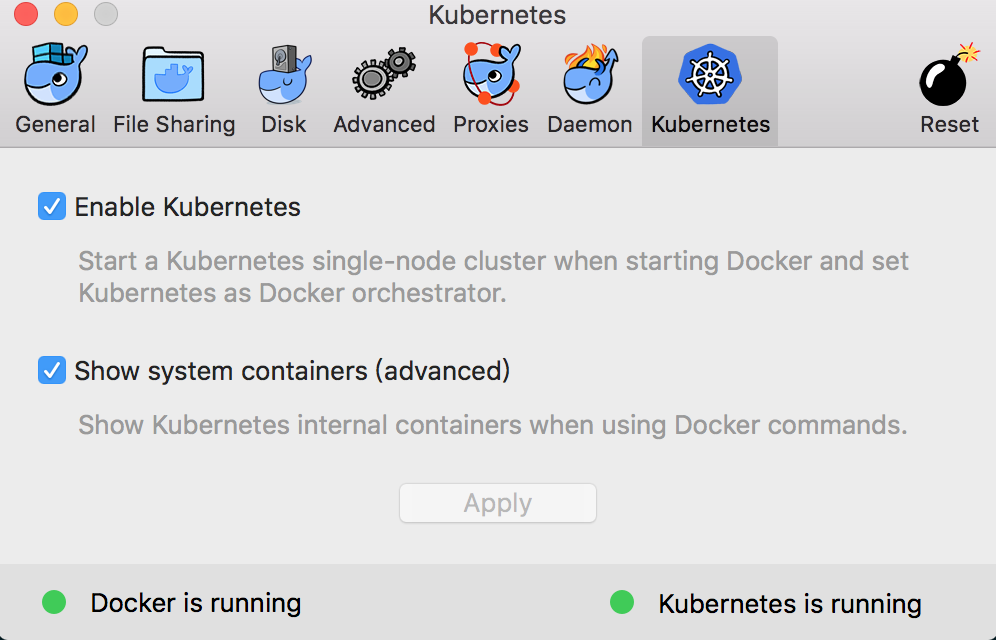 Kubernetes
General
File Sharing
Disk
Advanced
Proxies
Daemon
Kubernetes
Reset
Enable Kubernetes
Start a Kubernetes single-node cluster when starting Docker and set
Kubernetes as Docker orchestrator.
Show system containers (advanced)
Show Kubernetes internal containers when using Docker commands.
Apply
Docker is running
Kubernetes is running